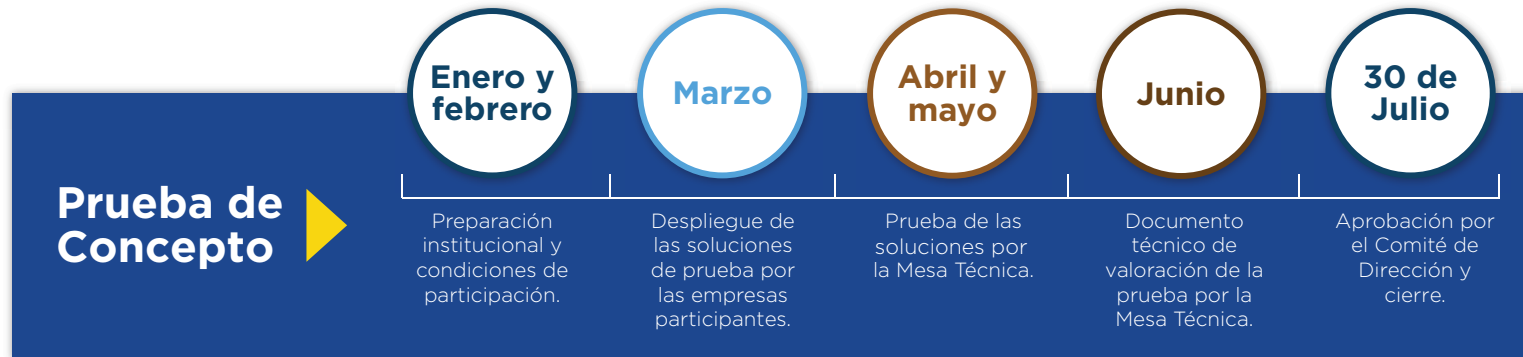 Prueba de
Concepto
Enero y
febrero
Preparación
institucional y
condiciones de
participación.
Marzo
Despliegue de
las soluciones
de prueba por
las empresas
participantes.
Abril y
mayo
Prueba de las
soluciones por
la Mesa Técnica.
Junio
Documento
técnico de
valoración de la
prueba por la
Mesa Técnica.
30 de
Julio
Aprobación por
el Comité de
Dirección y
cierre.